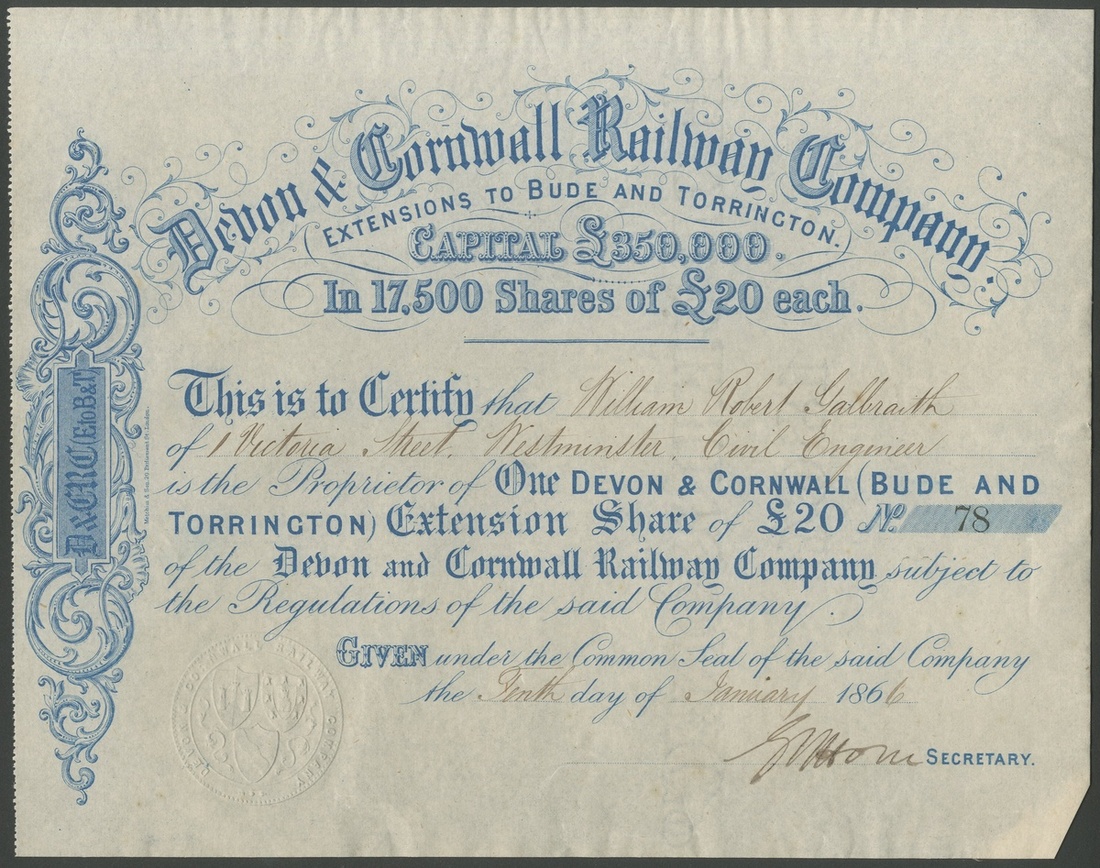 Devon & Cornwall Railway Company.
EXTENSIONS TO BUDE AND TORRINGTON.
CAPITAL £350,000.
In 17,500 Shares of £20 each.
D & C R C (E to B & T)
This is to Certify that William Robert Galbraith
of 1 Victoria Street, Westminster, Civil Engineer
is the Proprietor of One DEVON & CORNWALL (BUDE AND
TORRINGTON) Extension Share of £20 No. 78
of the Devon and Cornwall Railway Company subject to
the Regulations of the said Company.
GIVEN under the Common Seal of the said Company
the Tenth day of January 1866
SECRETARY.
DEVON CORNWALL RAILWAY COMPANY